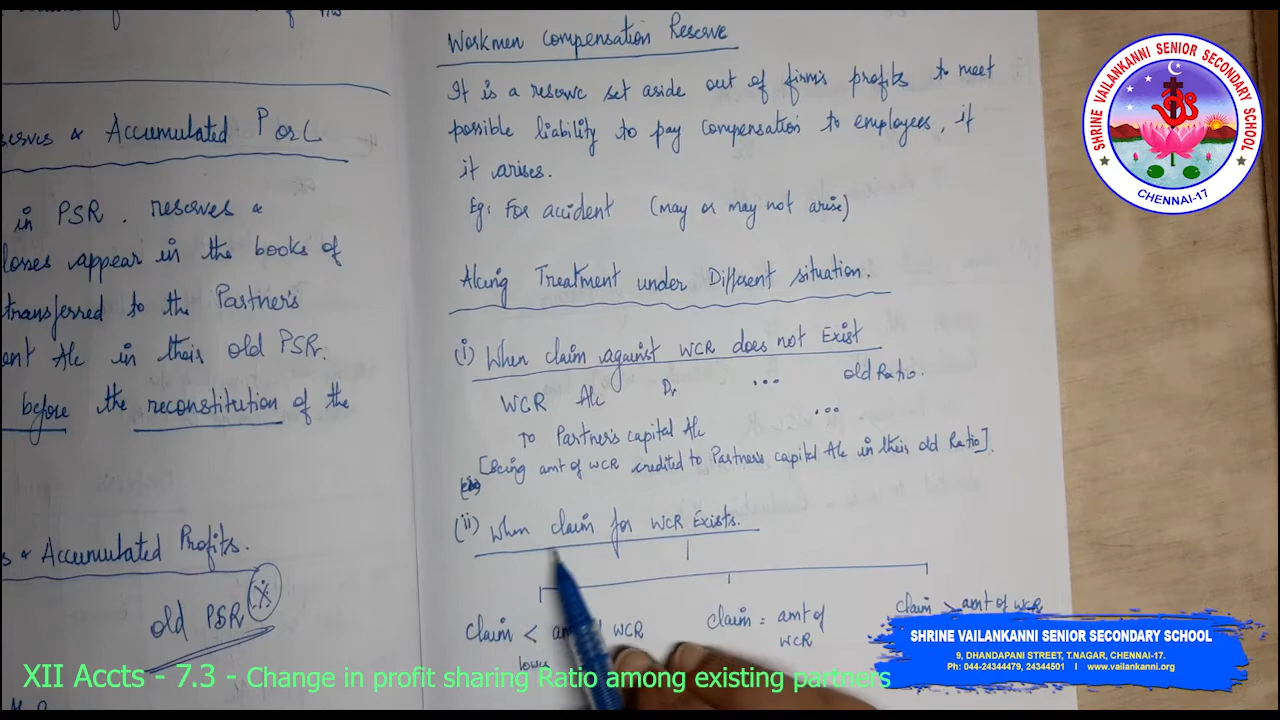 in PSR. reserves &
losses appear in the books of
transferred to the Partner's
A/c in their old PSR.
before the reconstitution of the
& Accumulated Profits.
old PSR
Workmen Compensation Reserve
It is a reserve set aside out of firm's profits to meet
possible liability to pay compensation to employees, if
it arises.
Eg: For accident (may or may not arise)
A/cing Treatment under Different situation.
(i) When claim against WCR does not Exist
WCR A/c Dr ... old Ratio.
To Partner's capital A/c ...
[Being amt of WCR credited to Partner's capital A/c in their old Ratio].
(ii) When claim for WCR Exists.
Claim < WCR
Claim = amt of
WCR
Claim > amt of WCR
SHRINE VAILANKANNI SENIOR SECONDARY SCHOOL
CHENNAI-17
SHRINE VAILANKANNI SENIOR SECONDARY SCHOOL
9, DHANDAPANI STREET, T.NAGAR, CHENNAI-17.
Ph: 044-24344479, 24344501 I www.vailankanni.org
XII Accts - 7.3 - Change in profit sharing Ratio among existing partners